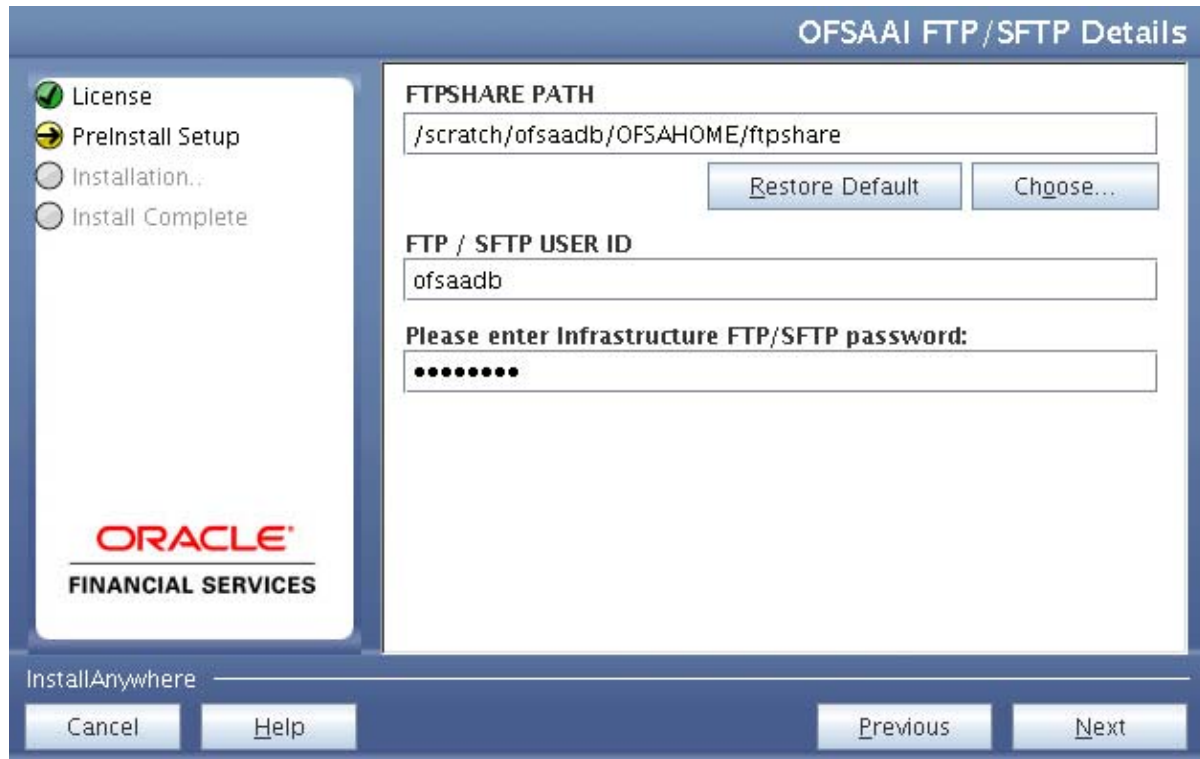 OFSAAI FTP/SFTP Details
License
PreInstall Setup
Installation..
Install Complete
ORACLE
FINANCIAL SERVICES
FTPSHARE PATH
/scratch/ofsaadb/OFSAHOME/ftpshare
Restore Default
Choose...
FTP / SFTP USER ID
ofsaadb
Please enter Infrastructure FTP/SFTP password:
••••••••
InstallAnywhere
Cancel
Help
Previous
Next